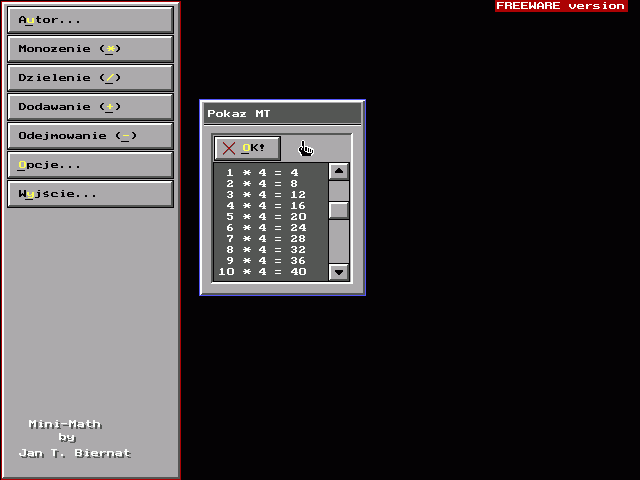 FREEWARE version
Autor...
Monozenie (*)
Dzielenie (/)
Dodawanie (+)
Odejmowanie (-)
Opcje...
Wyjście...
Pokaz MT
OK!
1 * 4 = 4
2 * 4 = 8
3 * 4 = 12
4 * 4 = 16
5 * 4 = 20
6 * 4 = 24
7 * 4 = 28
8 * 4 = 32
9 * 4 = 36
10 * 4 = 40
Mini-Math
by
Jan T. Biernat